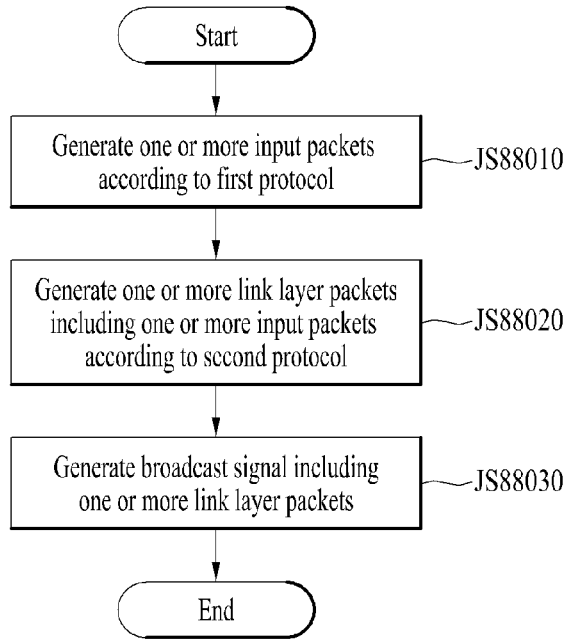 Start
Generate one or more input packets
according to first protocol
JS88010
Generate one or more link layer packets
including one or more input packets
according to second protocol
JS88020
Generate broadcast signal including
one or more link layer packets
JS88030
End